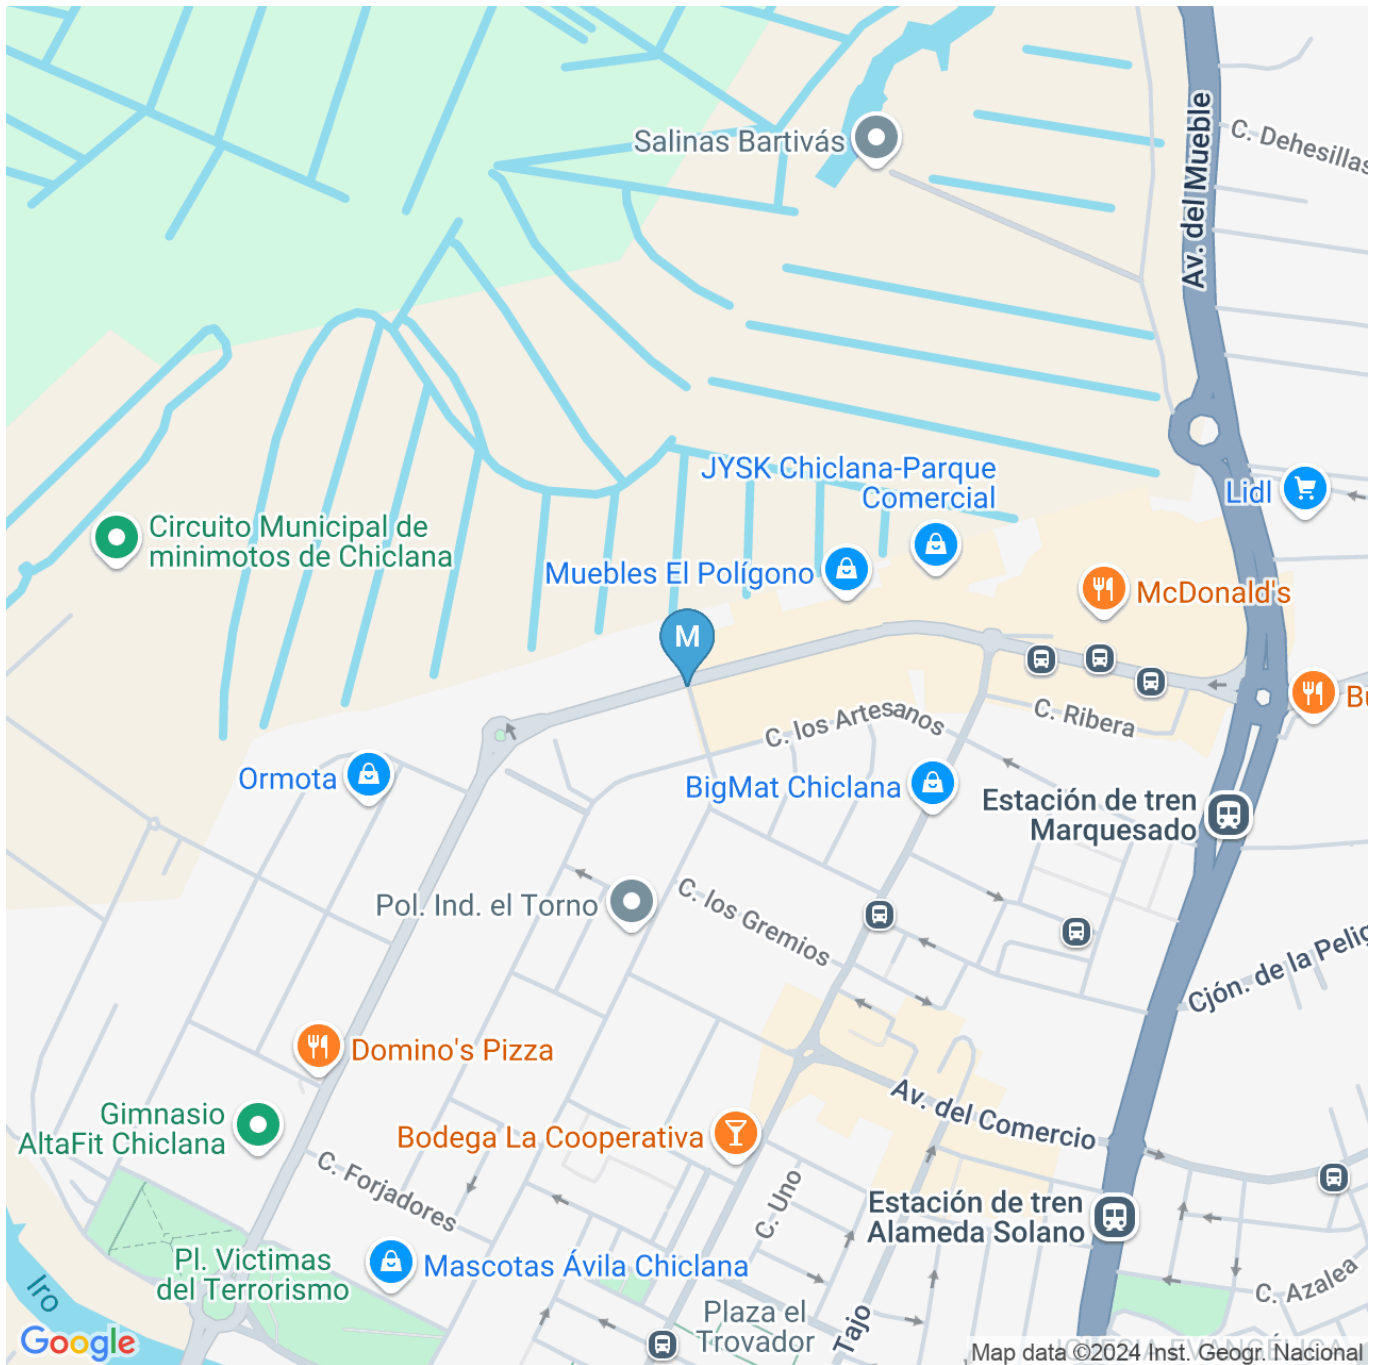 Salinas Bartivás
C. Dehesillas
Av. del Mueble
JYSK Chiclana-Parque
Comercial
Lidl
Circuito Municipal de
minimotos de Chiclana
Muebles El Polígono
McDonald's
M
C. los Artesanos
C. Ribera
Ormota
BigMat Chiclana
Estación de tren
Marquesado
Pol. Ind. el Torno
C. los Gremios
Cjón. de la Pelig
Domino's Pizza
Av. del Comercio
Gimnasio
AltaFit Chiclana
Bodega La Cooperativa
C. Forjadores
C. Uno
Estación de tren
Alameda Solano
Pl. Victimas
del Terrorismo
Mascotas Ávila Chiclana
C. Azalea
Iro
Plaza el
Trovador
Tajo
Google
Map data ©2024 Inst. Geogr. Nacional